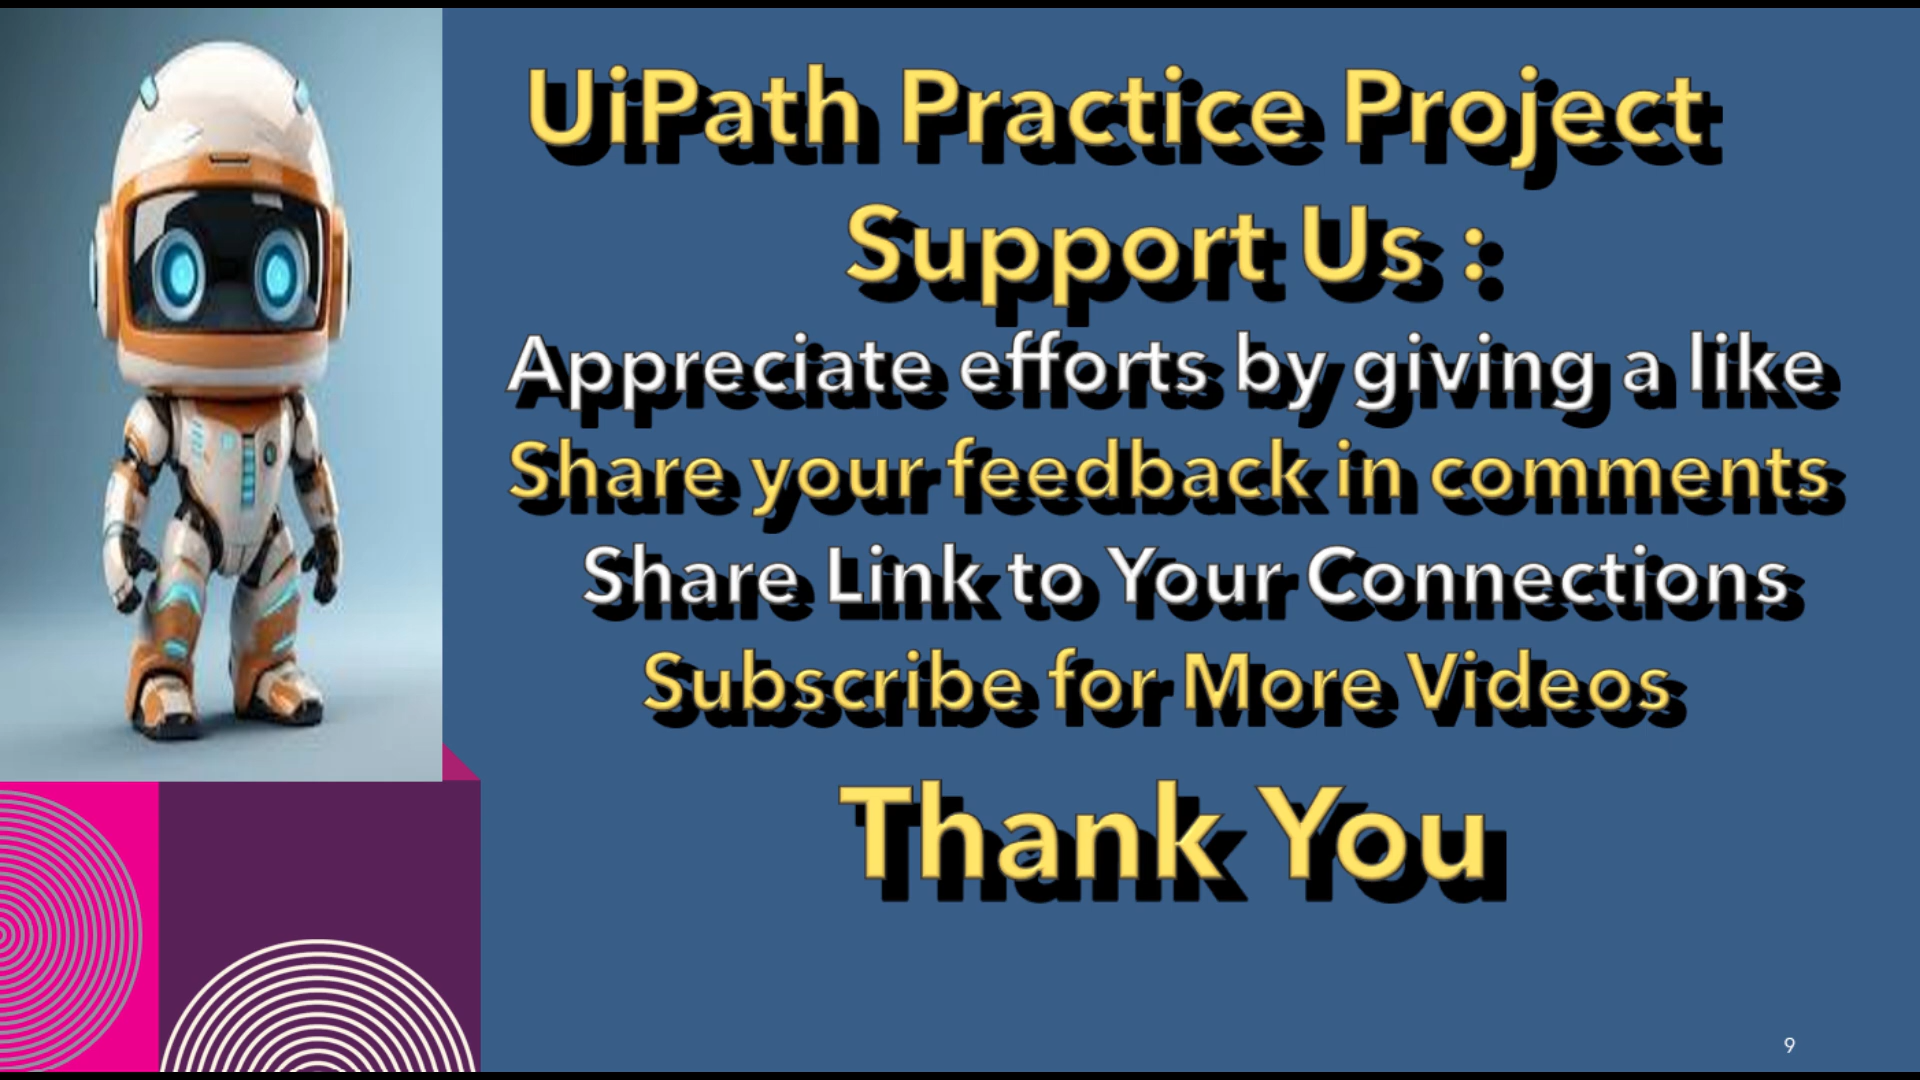 UiPath Practice Project
Support Us :
Appreciate efforts by giving a like
Share your feedback in comments
Share Link to Your Connections
Subscribe for More Videos
Thank You
9